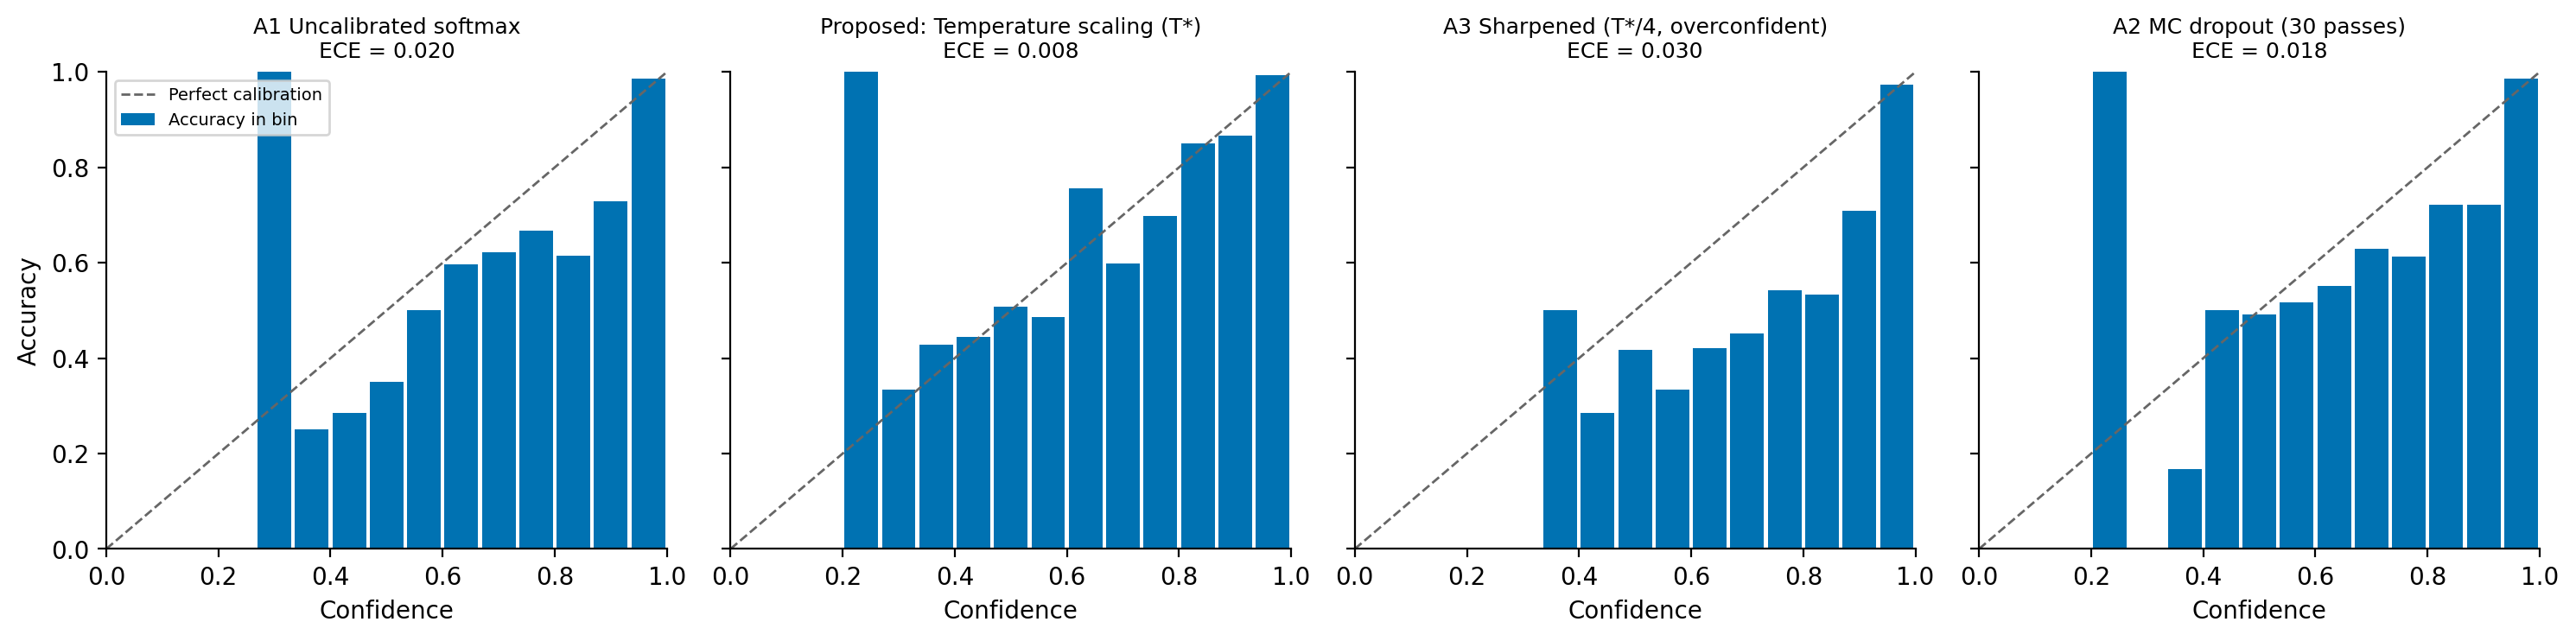 A1 Uncalibrated softmax
ECE = 0.020
Perfect calibration
Accuracy in bin
Accuracy
1.0
0.8
0.6
0.4
0.2
0.0
0.0 0.2 0.4 0.6 0.8 1.0
Confidence
Proposed: Temperature scaling (T*)
ECE = 0.008
0.0 0.2 0.4 0.6 0.8 1.0
Confidence
A3 Sharpened (T*/4, overconfident)
ECE = 0.030
0.0 0.2 0.4 0.6 0.8 1.0
Confidence
A2 MC dropout (30 passes)
ECE = 0.018
0.0 0.2 0.4 0.6 0.8 1.0
Confidence